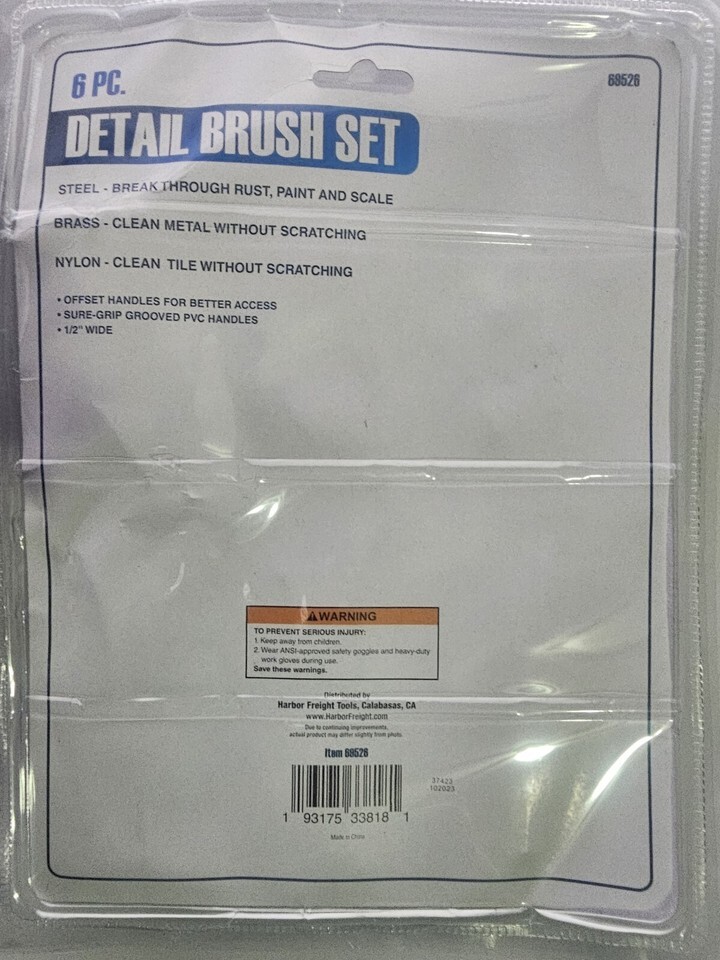 6 PC.
69526
DETAIL BRUSH SET
STEEL - BREAK THROUGH RUST, PAINT AND SCALE
BRASS - CLEAN METAL WITHOUT SCRATCHING
NYLON - CLEAN TILE WITHOUT SCRATCHING
• OFFSET HANDLES FOR BETTER ACCESS
• SURE-GRIP GROOVED PVC HANDLES
• 1/2" WIDE
⚠WARNING
TO PREVENT SERIOUS INJURY:
1. Keep away from children.
2. Wear ANSI-approved safety goggles and heavy-duty
work gloves during use.
Save these warnings.
Distributed by
Harbor Freight Tools, Calabasas, CA
www.HarborFreight.com
Due to continuing improvements,
actual product may differ slightly from photo.
Item 69526
37423
102023
1 93175 33818 1
Made in China